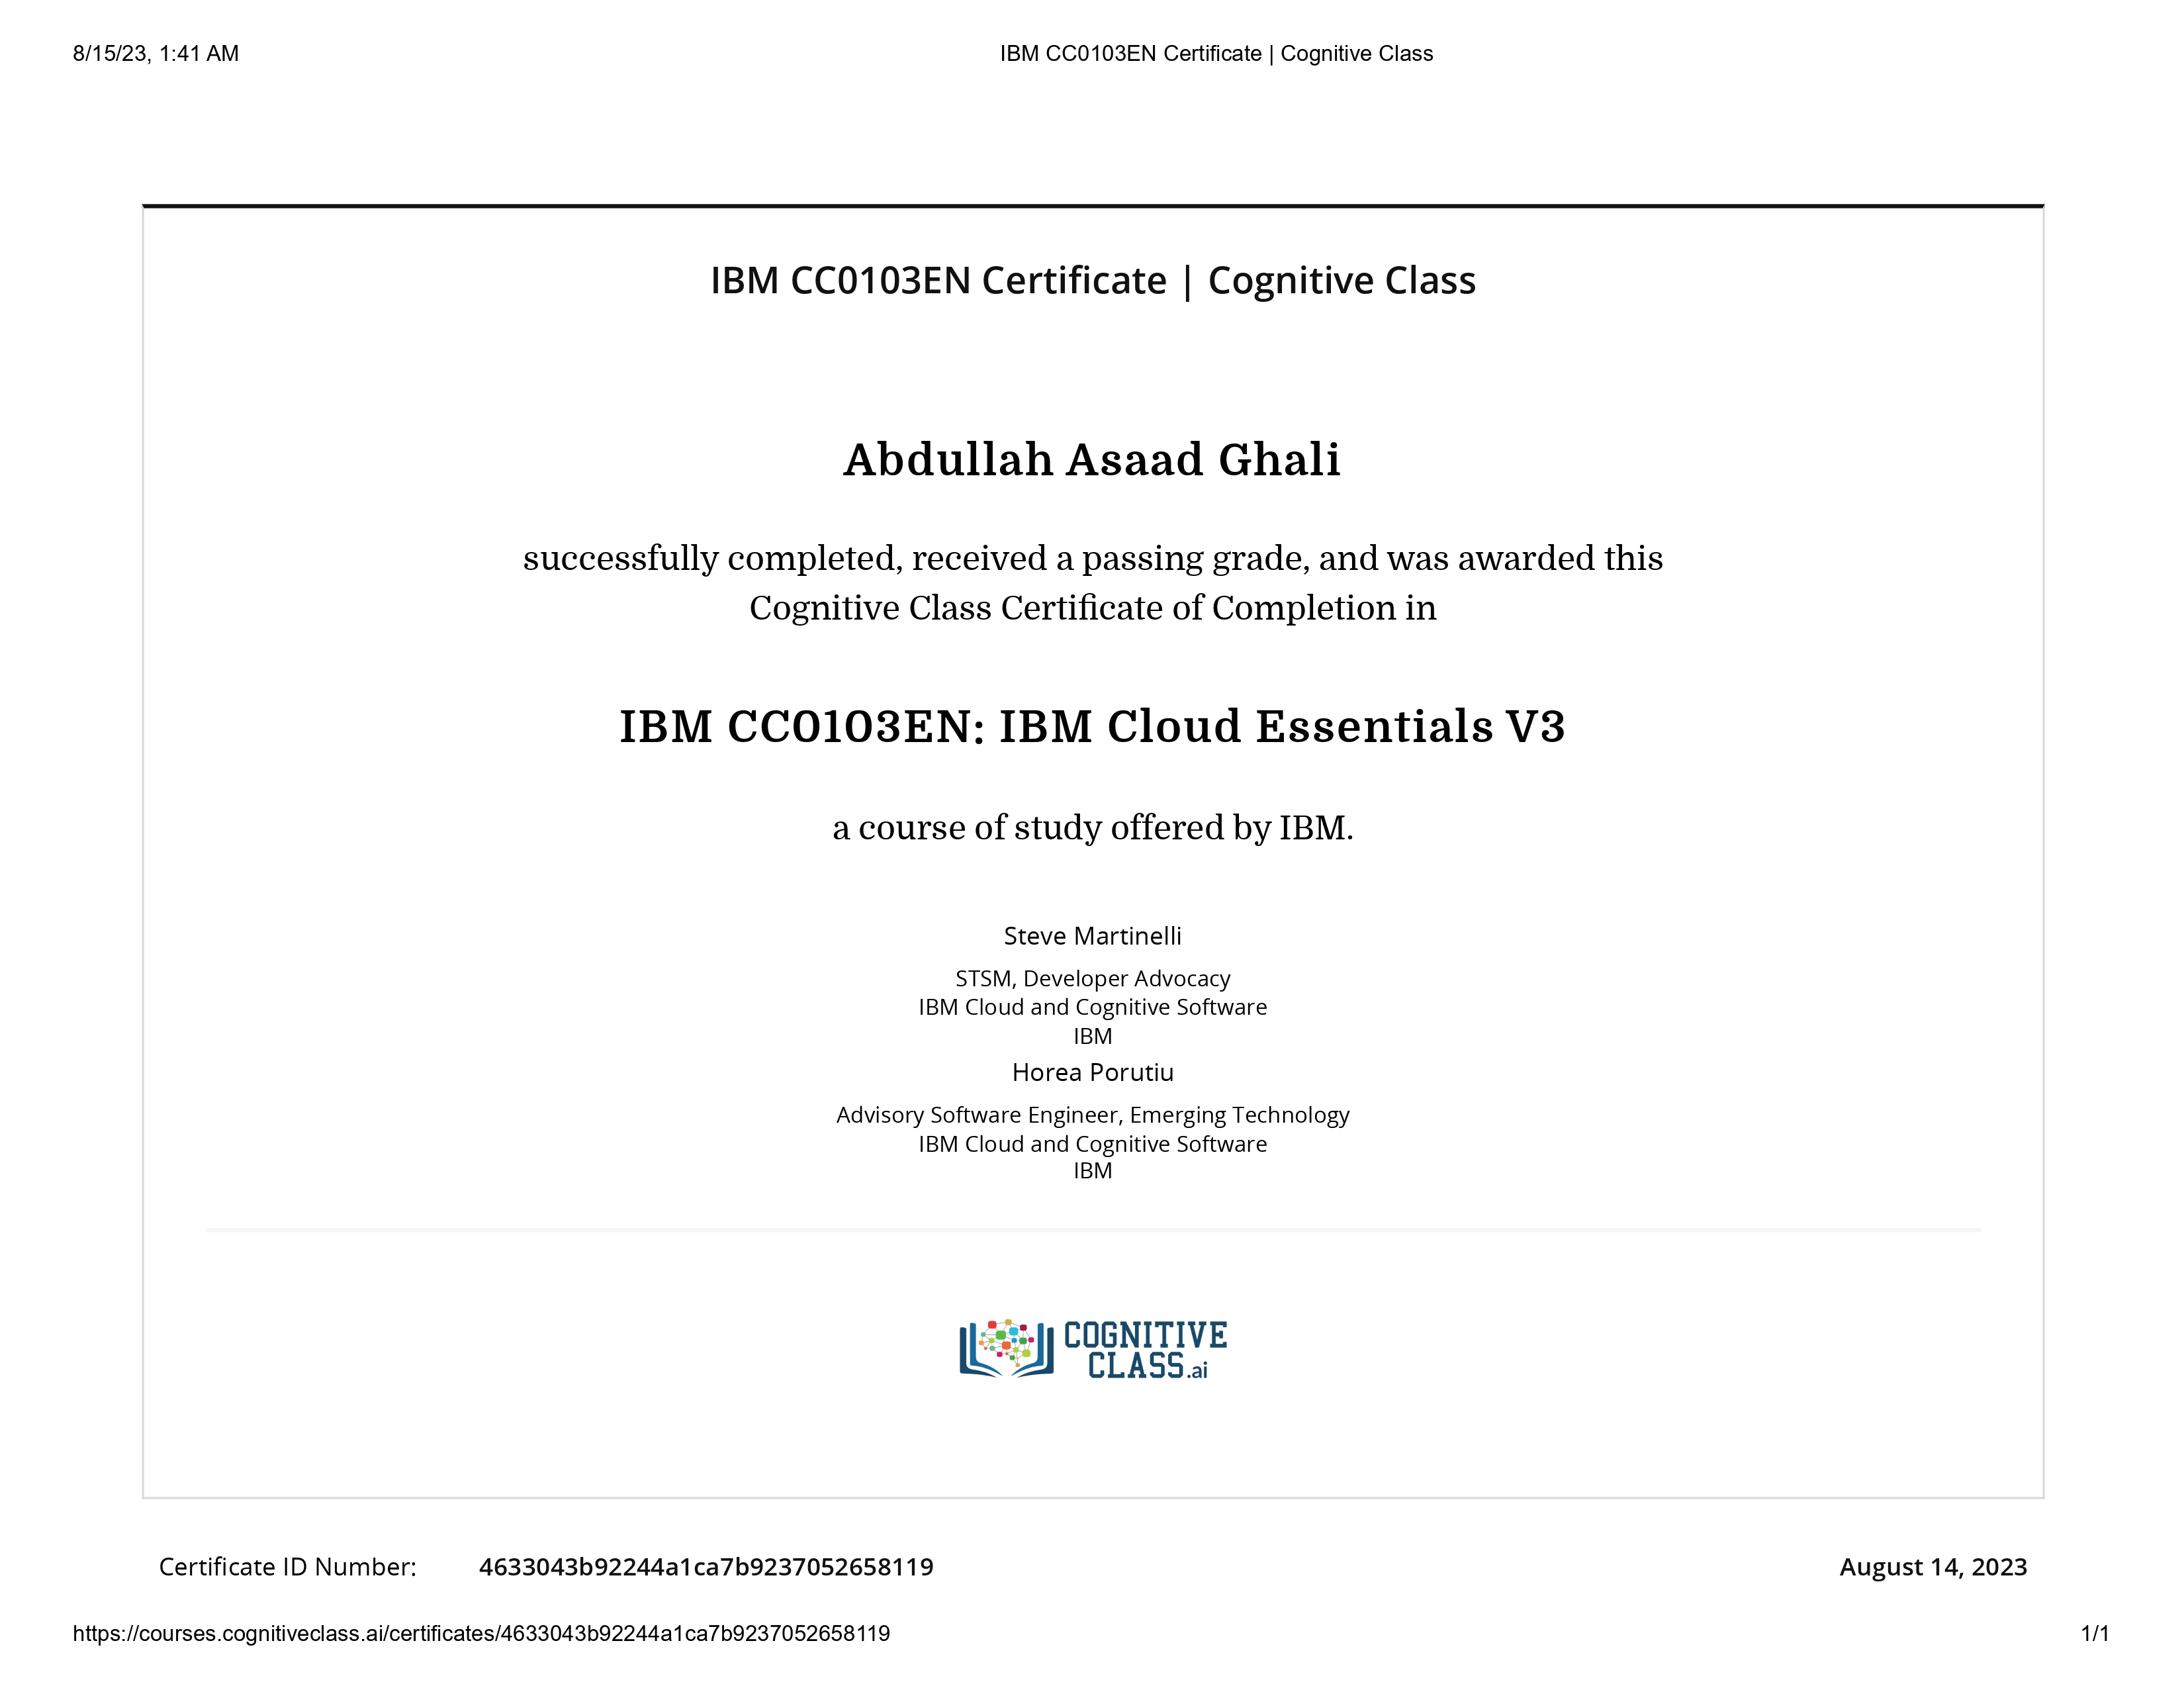 8/15/23, 1:41 AM
IBM CC0103EN Certificate | Cognitive Class
IBM CC0103EN Certificate | Cognitive Class
Abdullah Asaad Ghali
successfully completed, received a passing grade, and was awarded this
Cognitive Class Certificate of Completion in
IBM CC0103EN: IBM Cloud Essentials V3
a course of study offered by IBM.
Steve Martinelli
STSM, Developer Advocacy
IBM Cloud and Cognitive Software
IBM
Horea Porutiu
Advisory Software Engineer, Emerging Technology
IBM Cloud and Cognitive Software
IBM
COGNITIVE
CLASS.ai
Certificate ID Number: 4633043b92244a1ca7b9237052658119
August 14, 2023
https://courses.cognitiveclass.ai/certificates/4633043b92244a1ca7b9237052658119
1/1